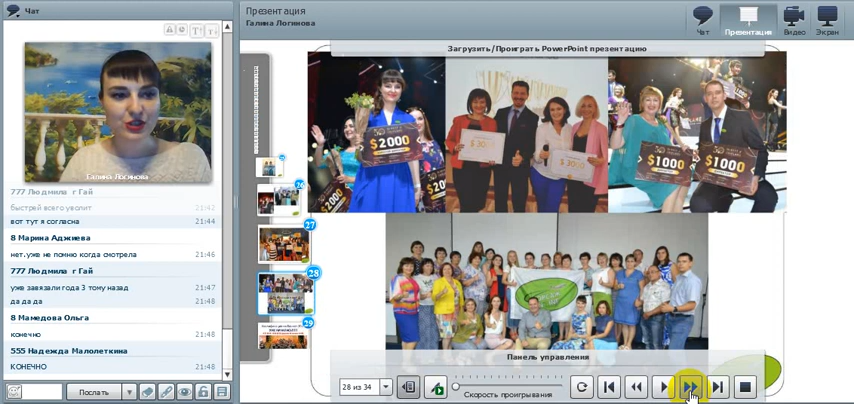 Чат
Галина Логинова
777 Людмила г Гай
быстрей всего уволит 21:42
вот тут я согласна 21:44
8 Марина Аджиева
нет.уже не помню когда смотрела 21:46
777 Людмила г Гай
уже завязали года 3 тому назад 21:47
да да да 21:48
8 Мамедова Ольга
конечно 21:48
555 Надежда Малолеткина
КОНЕЧНО 21:48
Послать
Презентация
Галина Логинова
Чат
Презентация
Видео
Экран
Загрузить/Проиграть PowerPoint презентацию
26
27
28
29
$2000
$3000
$3000
$1000
$1000
Панель управления
28 из 34
Скорость проигрывания